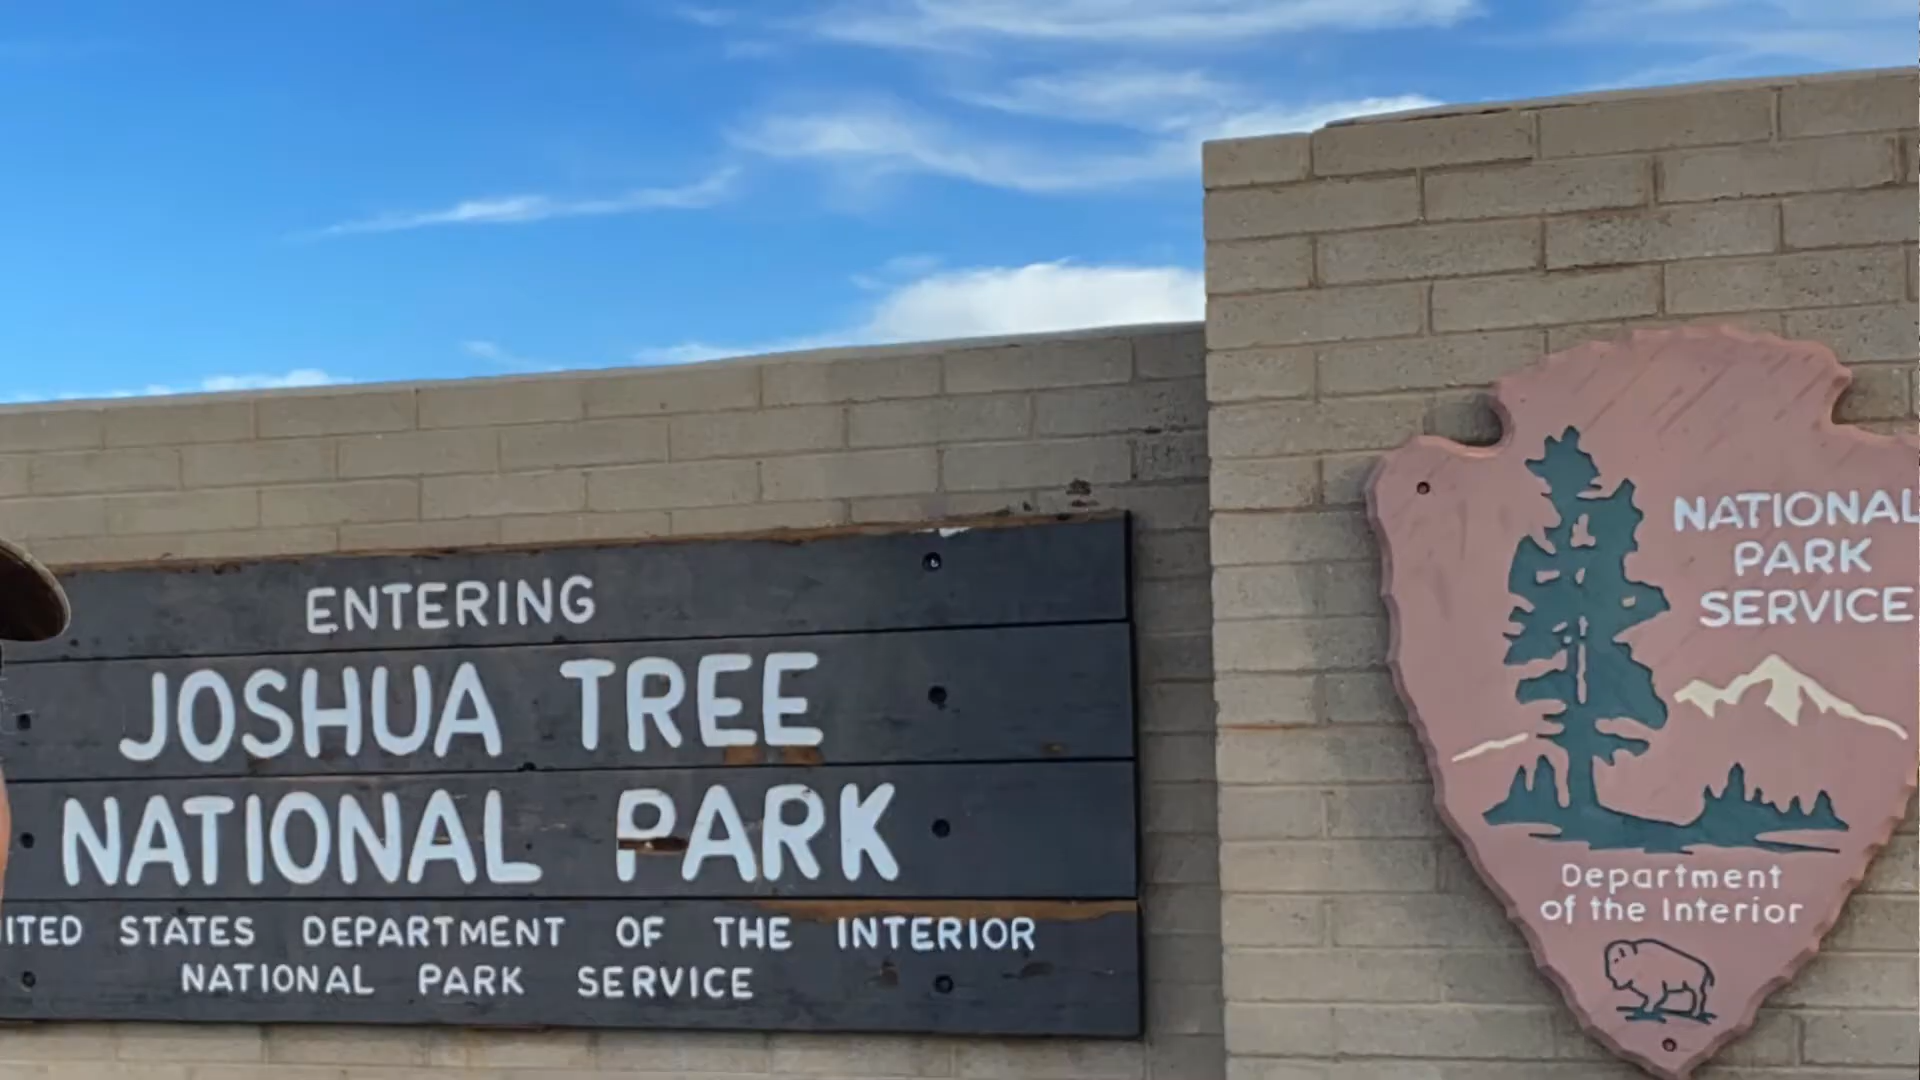 ENTERING
JOSHUA TREE
NATIONAL PARK
ITED STATES DEPARTMENT OF THE INTERIOR
NATIONAL PARK SERVICE
NATIONAL
PARK
SERVICE
Department
of the Interior